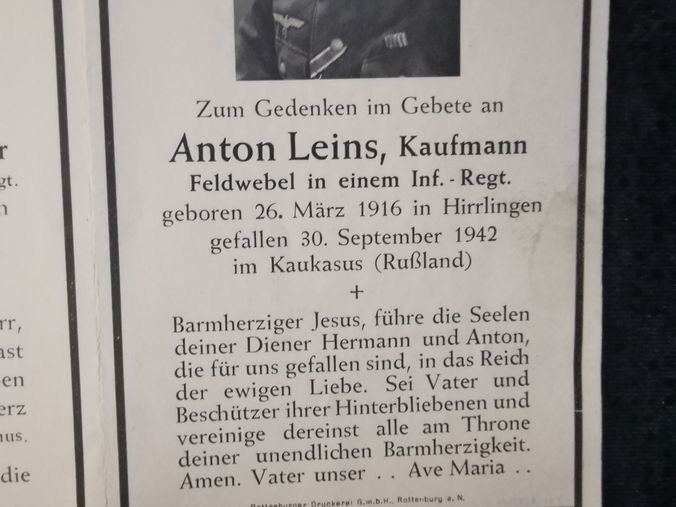 Zum Gedenken im Gebete an
Anton Leins, Kaufmann
Feldwebel in einem Inf.-Regt.
geboren 26. März 1916 in Hirrlingen
gefallen 30. September 1942
im Kaukasus (Rußland)
+
Barmherziger Jesus, führe die Seelen
deiner Diener Hermann und Anton,
die für uns gefallen sind, in das Reich
der ewigen Liebe. Sei Vater und
Beschützer ihrer Hinterbliebenen und
vereinige dereinst alle am Throne
deiner unendlichen Barmherzigkeit.
Amen. Vater unser . . Ave Maria . .
Rottenburger Druckerei G.m.b.H., Rottenburg a. N.